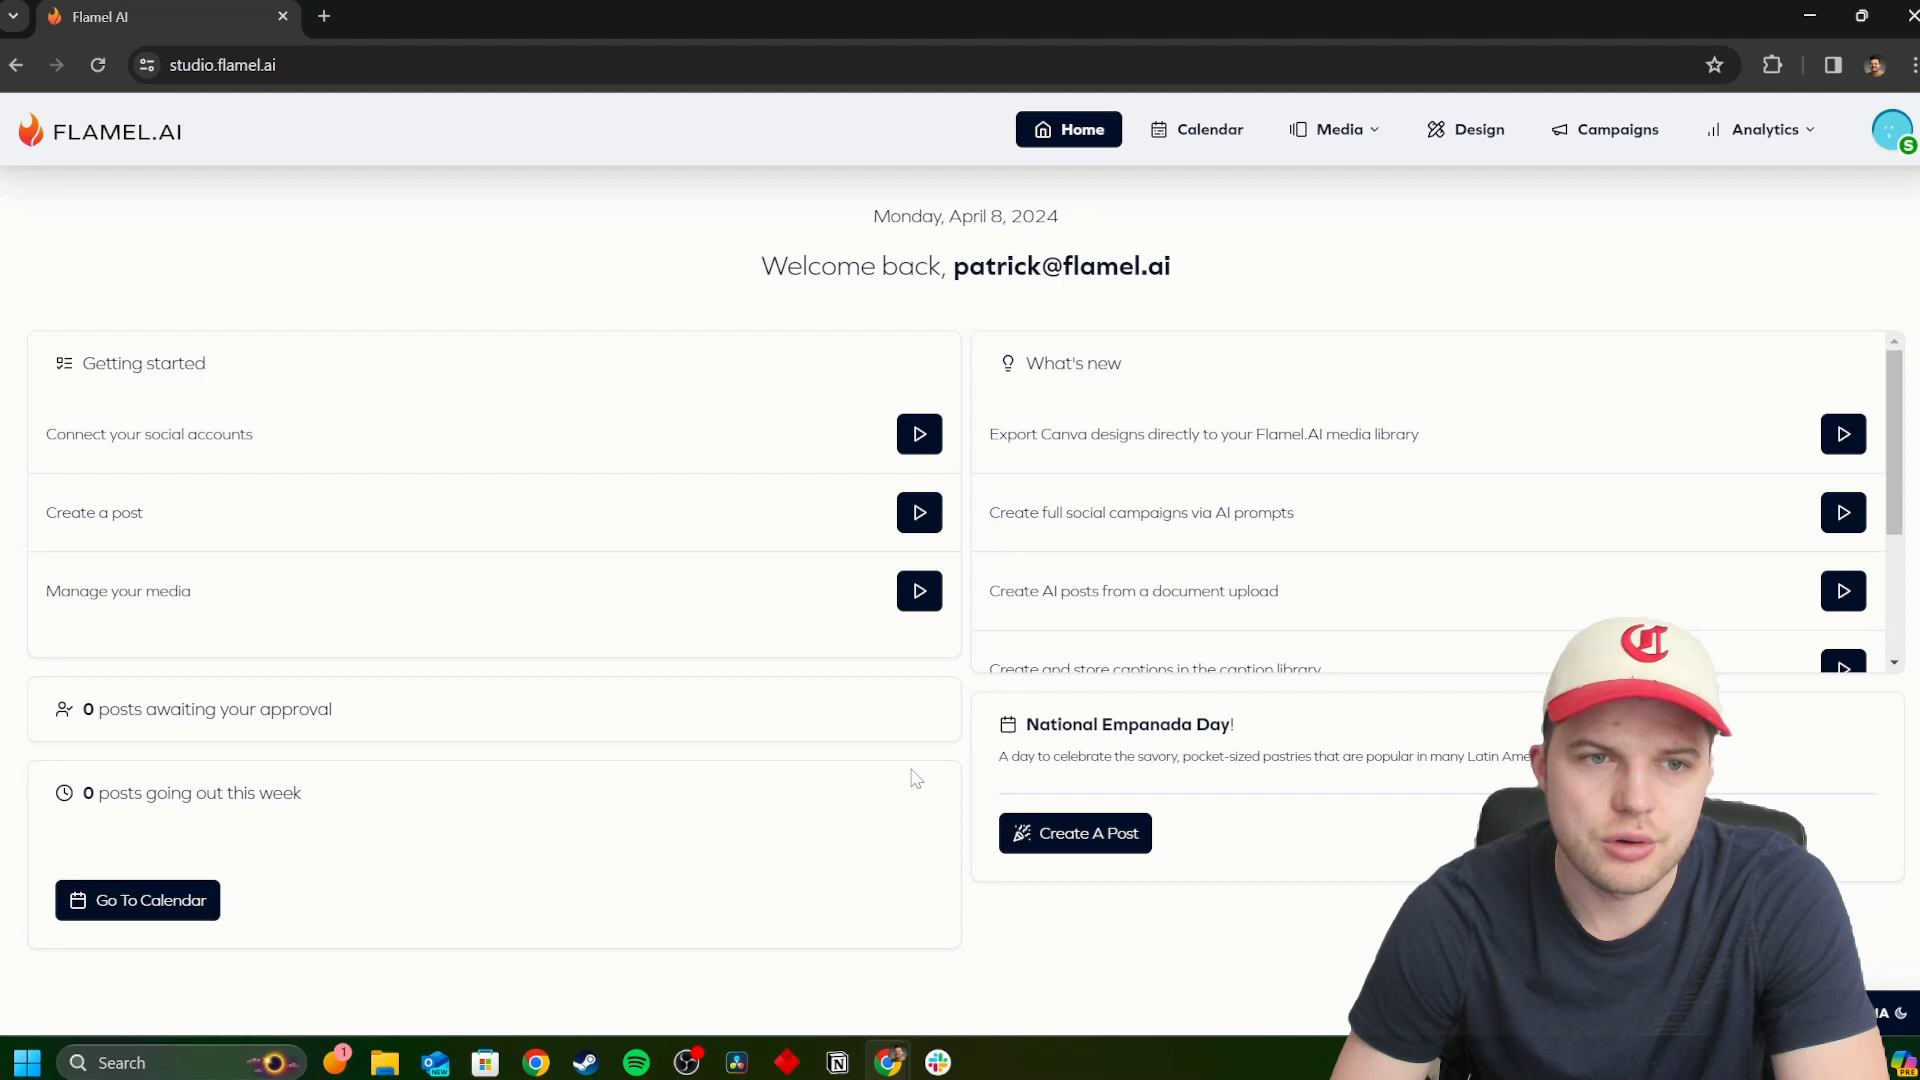 Flamel AI
studio.flamel.ai
FLAMEL.AI
Home
Calendar
Media
Design
Campaigns
Analytics
S
Monday, April 8, 2024
Welcome back, patrick@flamel.ai
Getting started
Connect your social accounts
Create a post
Manage your media
0 posts awaiting your approval
0 posts going out this week
Go To Calendar
What's new
Export Canva designs directly to your Flamel.AI media library
Create full social campaigns via AI prompts
Create AI posts from a document upload
Create and store captions in the caption library
National Empanada Day!
A day to celebrate the savory, pocket-sized pastries that are popular in many Latin Ame
Create A Post
C
Search
1
NEW
N
PRE